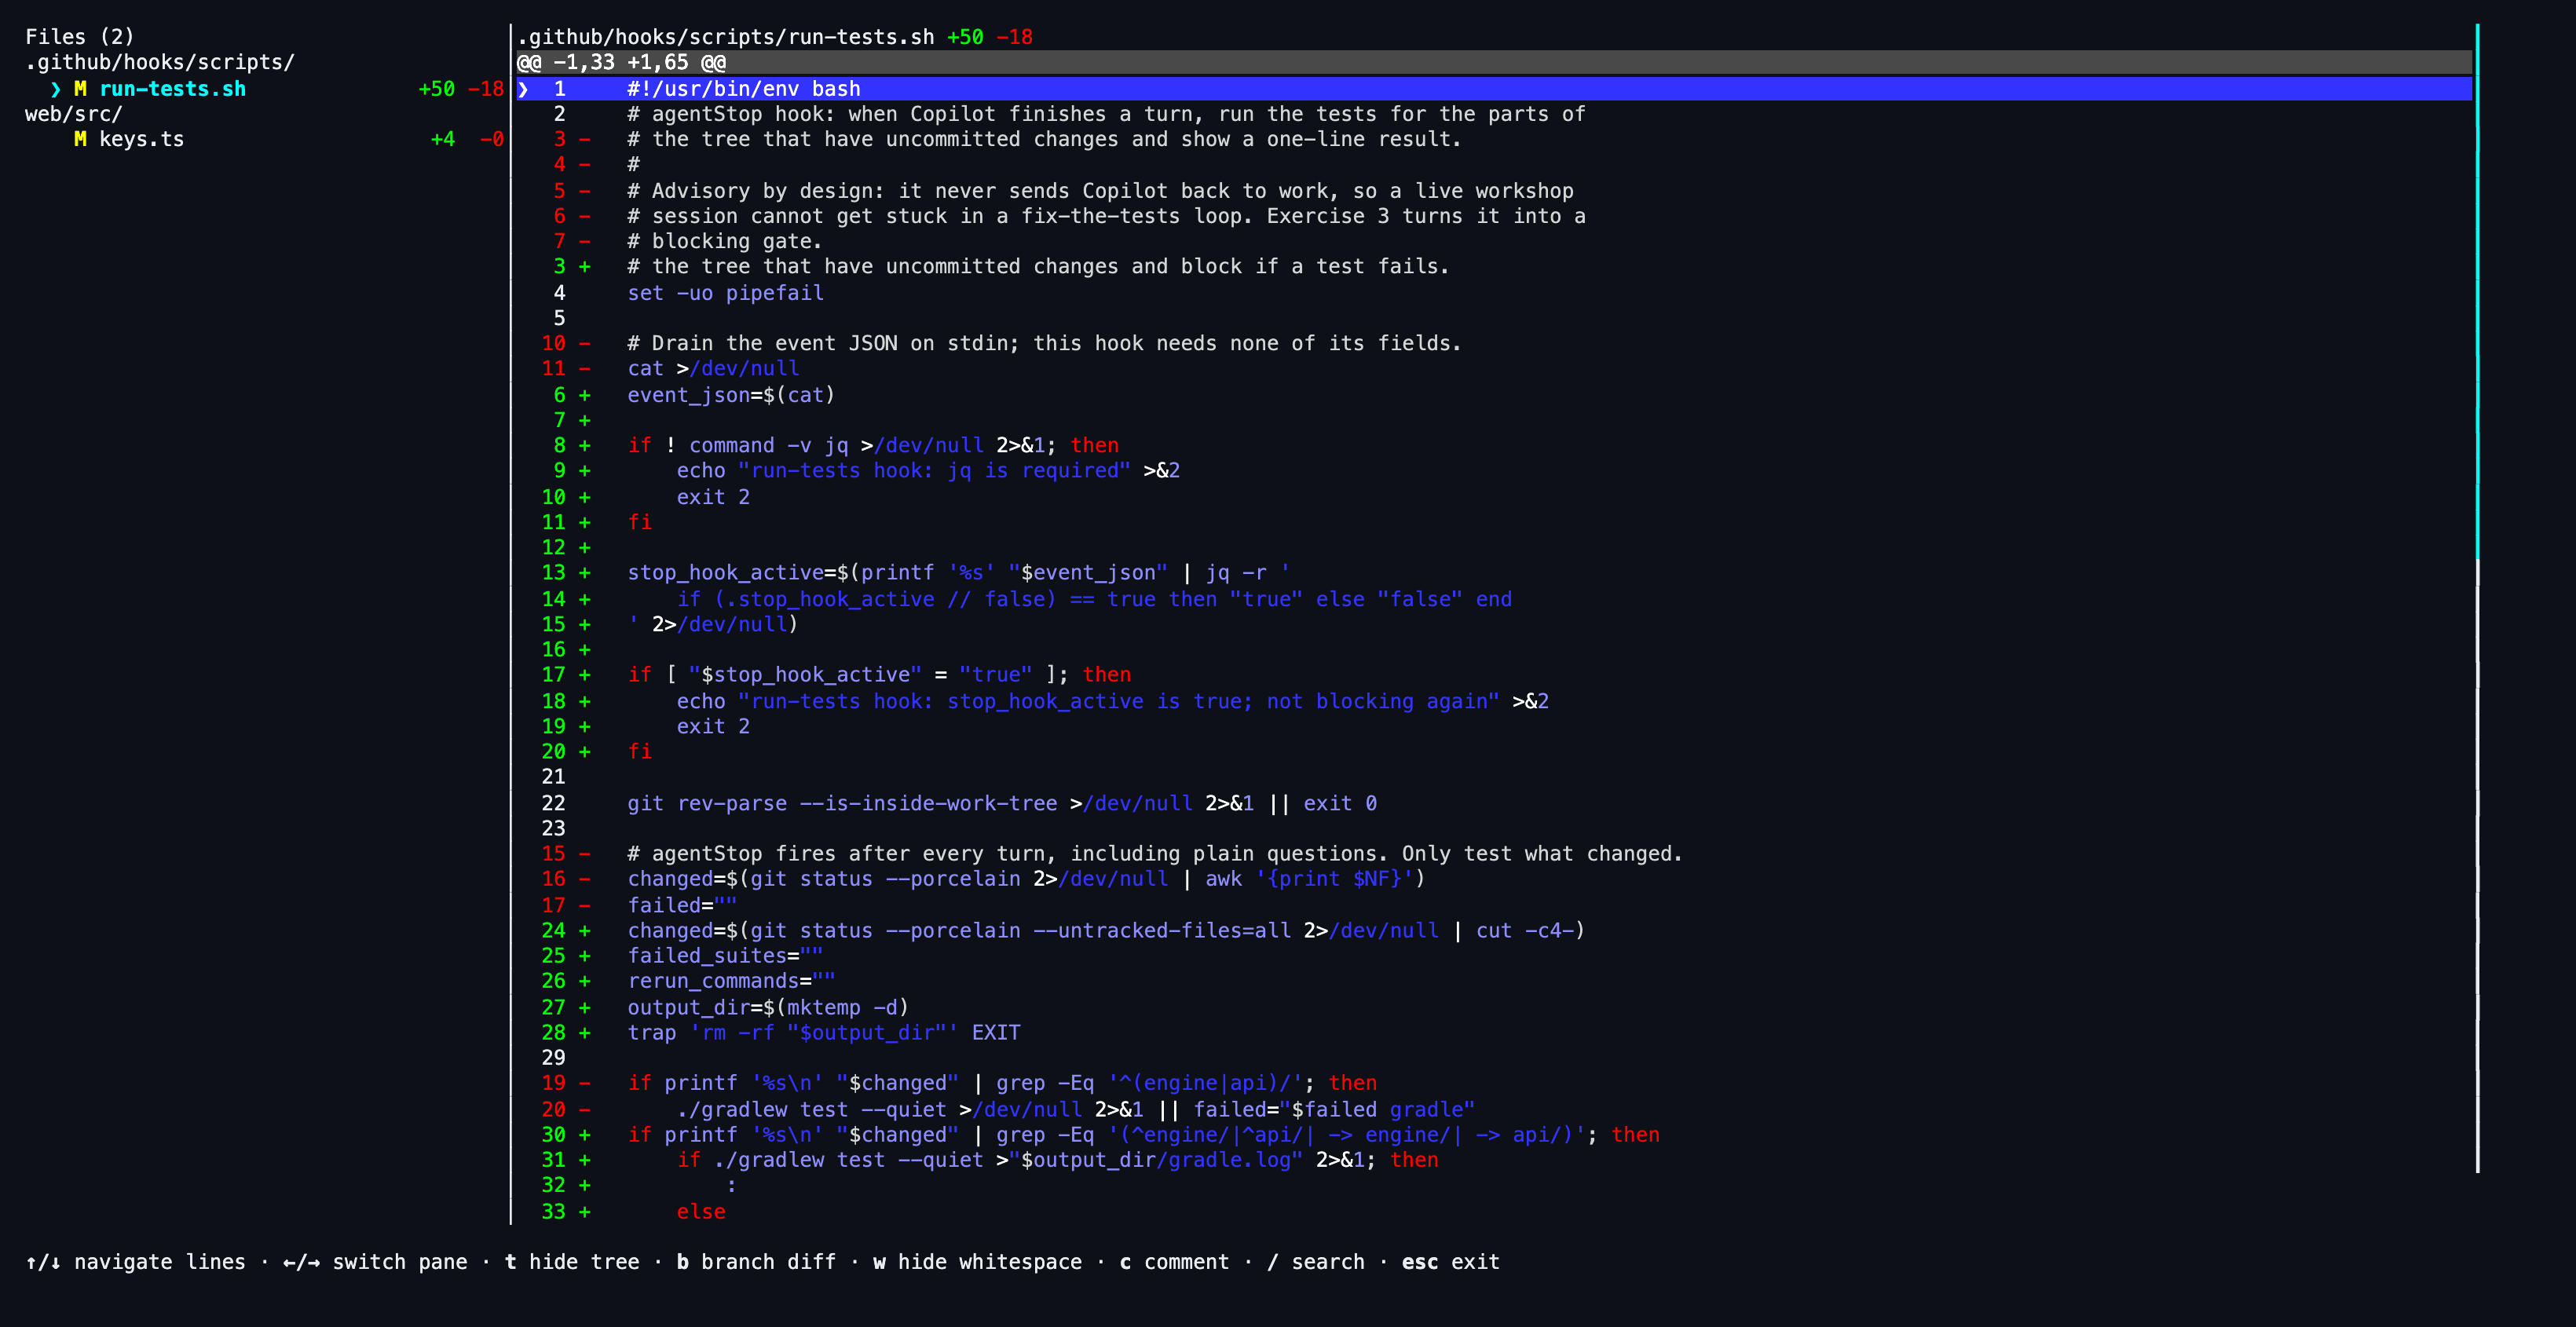 Files (2)
.github/hooks/scripts/
❯ M run-tests.sh +50 -18
web/src/
M keys.ts +4 -0
.github/hooks/scripts/run-tests.sh +50 -18
@@ -1,33 +1,65 @@
❯ 1 #!/usr/bin/env bash
2 # agentStop hook: when Copilot finishes a turn, run the tests for the parts of
3 - # the tree that have uncommitted changes and show a one-line result.
4 - #
5 - # Advisory by design: it never sends Copilot back to work, so a live workshop
6 - # session cannot get stuck in a fix-the-tests loop. Exercise 3 turns it into a
7 - # blocking gate.
3 + # the tree that have uncommitted changes and block if a test fails.
4 set -uo pipefail
5
10 - # Drain the event JSON on stdin; this hook needs none of its fields.
11 - cat >/dev/null
6 + event_json=$(cat)
7 +
8 + if ! command -v jq >/dev/null 2>&1; then
9 +     echo "run-tests hook: jq is required" >&2
10 +     exit 2
11 + fi
12 +
13 + stop_hook_active=$(printf '%s' "$event_json" | jq -r '
14 +     if (.stop_hook_active // false) == true then "true" else "false" end
15 + ' 2>/dev/null)
16 +
17 + if [ "$stop_hook_active" = "true" ]; then
18 +     echo "run-tests hook: stop_hook_active is true; not blocking again" >&2
19 +     exit 2
20 + fi
21
22 git rev-parse --is-inside-work-tree >/dev/null 2>&1 || exit 0
23
15 - # agentStop fires after every turn, including plain questions. Only test what changed.
16 - changed=$(git status --porcelain 2>/dev/null | awk '{print $NF}')
17 - failed=""
24 + changed=$(git status --porcelain --untracked-files=all 2>/dev/null | cut -c4-)
25 + failed_suites=""
26 + rerun_commands=""
27 + output_dir=$(mktemp -d)
28 + trap 'rm -rf "$output_dir"' EXIT
29
19 - if printf '%s\n' "$changed" | grep -Eq '^(engine|api)/'; then
20 -     ./gradlew test --quiet >/dev/null 2>&1 || failed="$failed gradle"
30 + if printf '%s\n' "$changed" | grep -Eq '(^engine/|^api/| -> engine/| -> api/)'; then
31 +     if ./gradlew test --quiet >"$output_dir/gradle.log" 2>&1; then
32 +         :
33 +     else
↑/↓ navigate lines · ←/→ switch pane · t hide tree · b branch diff · w hide whitespace · c comment · / search · esc exit